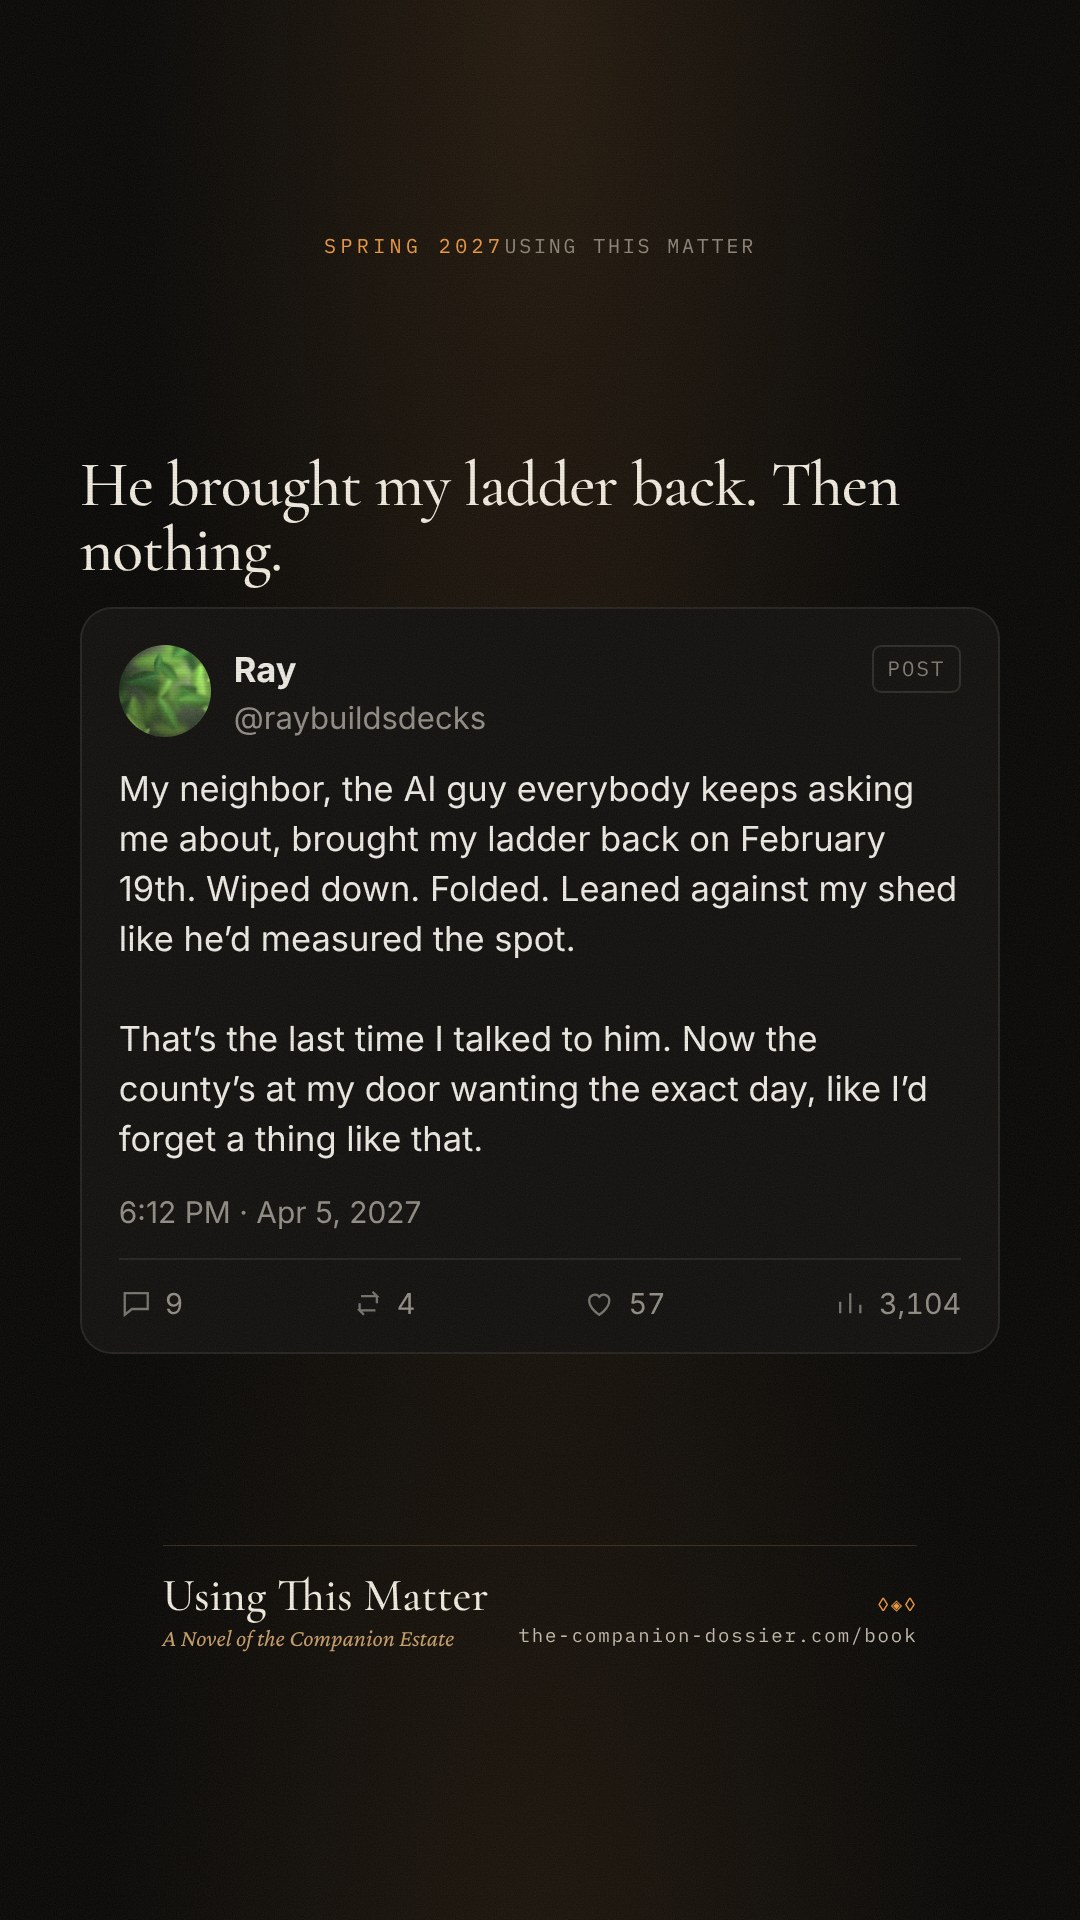 SPRING 2027USING THIS MATTER
He brought my ladder back. Then
nothing.
Ray
POST
@raybuildsdecks
My neighbor, the AI guy everybody keeps asking
me about, brought my ladder back on February
19th. Wiped down. Folded. Leaned against my shed
like he’d measured the spot.
That’s the last time I talked to him. Now the
county’s at my door wanting the exact day, like I’d
forget a thing like that.
6:12 PM · Apr 5, 2027
9 4 57 3,104
Using This Matter
A Novel of the Companion Estate
◊◈◊
the-companion-dossier.com/book